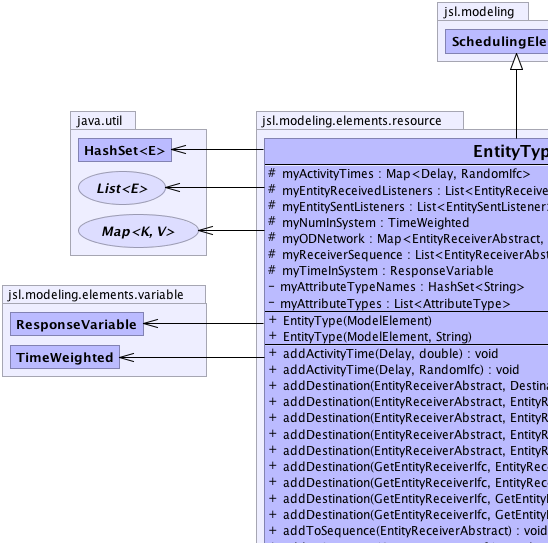 jsl.modeling
SchedulingEle
java.util
HashSet<E>
List<E>
Map<K, V>
jsl.modeling.elements.variable
ResponseVariable
TimeWeighted
jsl.modeling.elements.resource
EntityTyp
# myActivityTimes : Map<Delay, RandomIfc>
# myEntityReceivedListeners : List<EntityReceive
# myEntitySentListeners : List<EntitySentListener
# myNumInSystem : TimeWeighted
# myODNetwork : Map<EntityReceiverAbstract,
# myReceiverSequence : List<EntityReceiverAbst
# myTimeInSystem : ResponseVariable
- myAttributeTypeNames : HashSet<String>
- myAttributeTypes : List<AttributeType>
+ EntityType(ModelElement)
+ EntityType(ModelElement, String)
+ addActivityTime(Delay, double) : void
+ addActivityTime(Delay, RandomIfc) : void
+ addDestination(EntityReceiverAbstract, Destina
+ addDestination(EntityReceiverAbstract, EntityR
+ addDestination(EntityReceiverAbstract, EntityR
+ addDestination(EntityReceiverAbstract, EntityR
+ addDestination(EntityReceiverAbstract, EntityR
+ addDestination(GetEntityReceiverIfc, EntityRec
+ addDestination(GetEntityReceiverIfc, EntityRec
+ addDestination(GetEntityReceiverIfc, GetEntityI
+ addDestination(GetEntityReceiverIfc, GetEntityI
+ addToSequence(EntityReceiverAbstract) : void